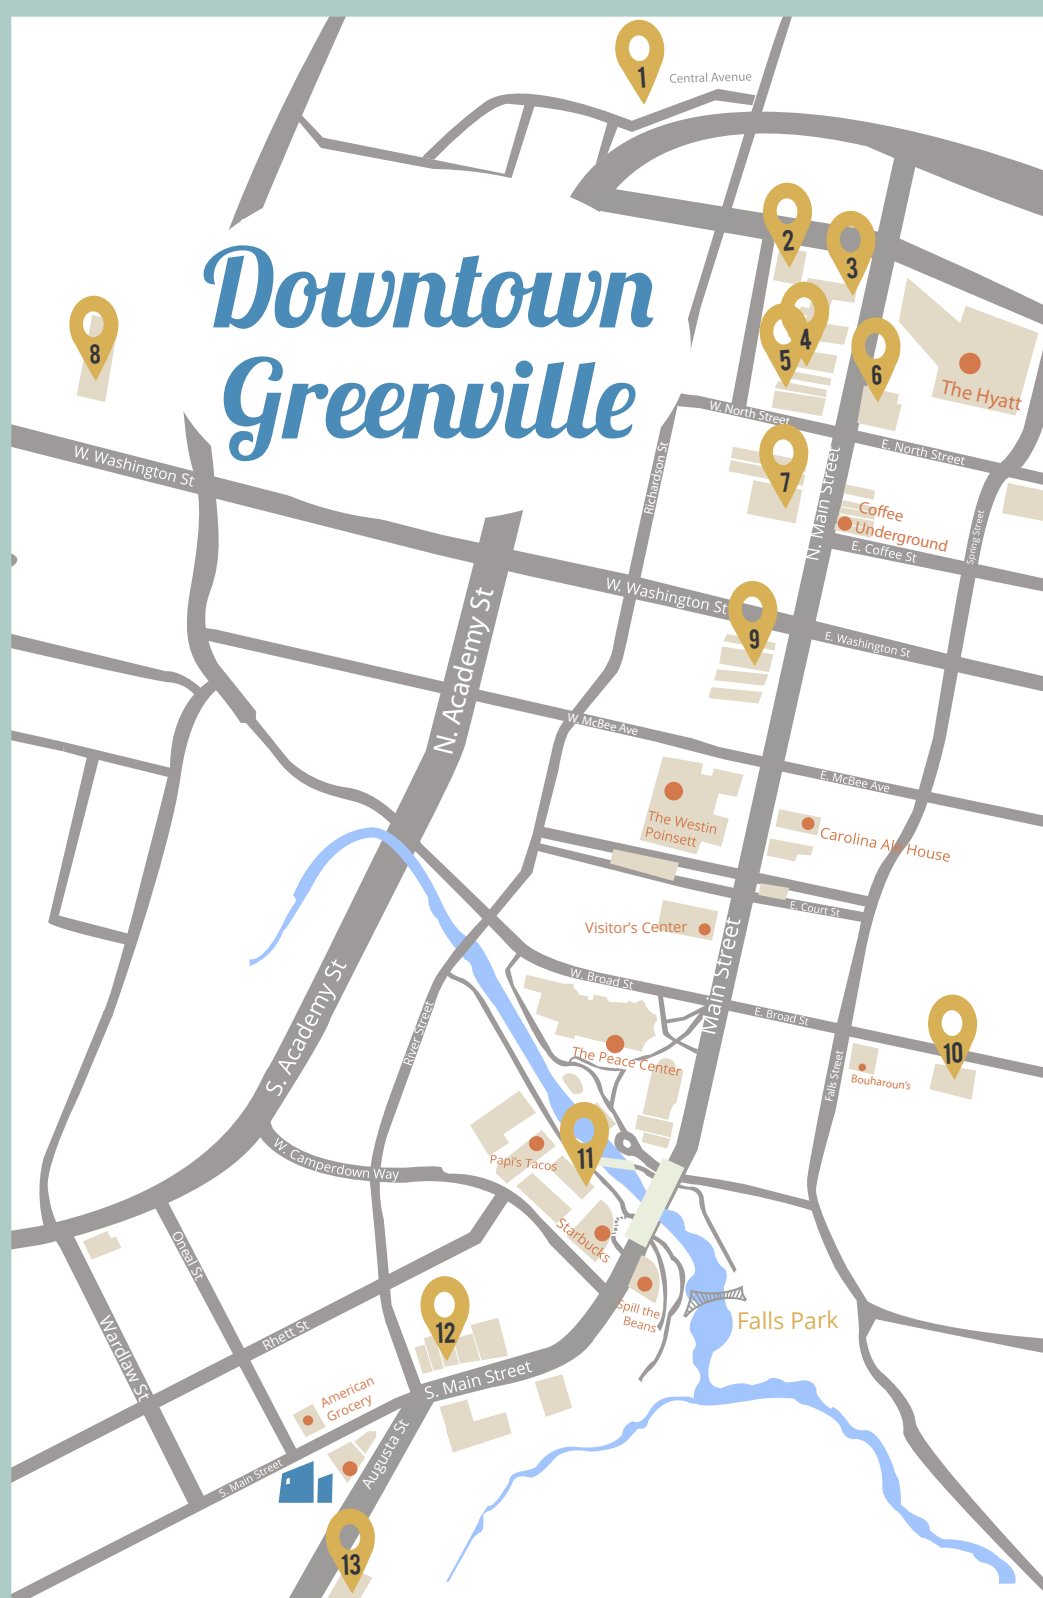 1
Central Avenue
2
3
Downtown
Greenville
8
4
5
6
The Hyatt
W. North Street
E. North Street
W. Washington St
Richardson St
7
N. Main Street
Coffee
Underground
E. Coffee St
Spring Street
W. Washington St
9
E. Washington St
N. Academy St
W. McBee Ave
E. McBee Ave
The Westin
Poinsett
Carolina Ale House
E. Court St
Visitor's Center
Main Street
W. Broad St
E. Broad St
S. Academy St
River Street
The Peace Center
10
Bouharoun's
Falls Street
11
Papi's Tacos
W. Camperdown Way
Starbucks
Oneal St
Spill the
Beans
Falls Park
12
Rhett St
Wardlaw St
S. Main Street
American
Grocery
Augusta St
S. Main Street
13